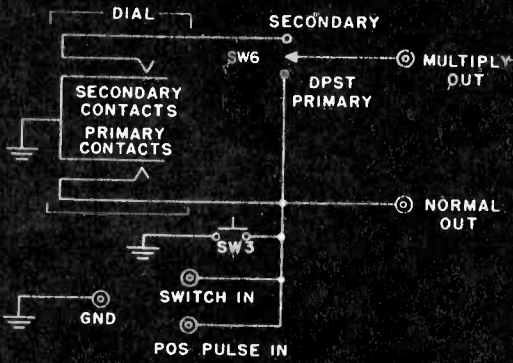 DIAL
SECONDARY
SW6
MULTIPLY
OUT
DPST
PRIMARY
SECONDARY
CONTACTS
PRIMARY
CONTACTS
NORMAL
OUT
SW3
SWITCH IN
GND
POS PULSE IN